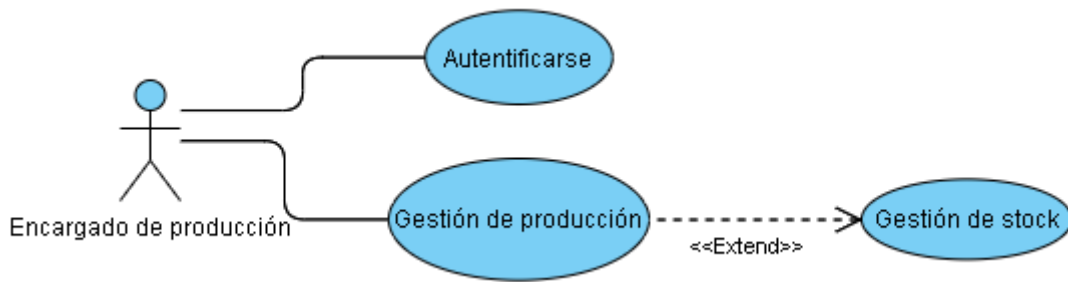 Autentificarse
Encargado de producción
Gestión de producción
<<Extend>>
Gestión de stock